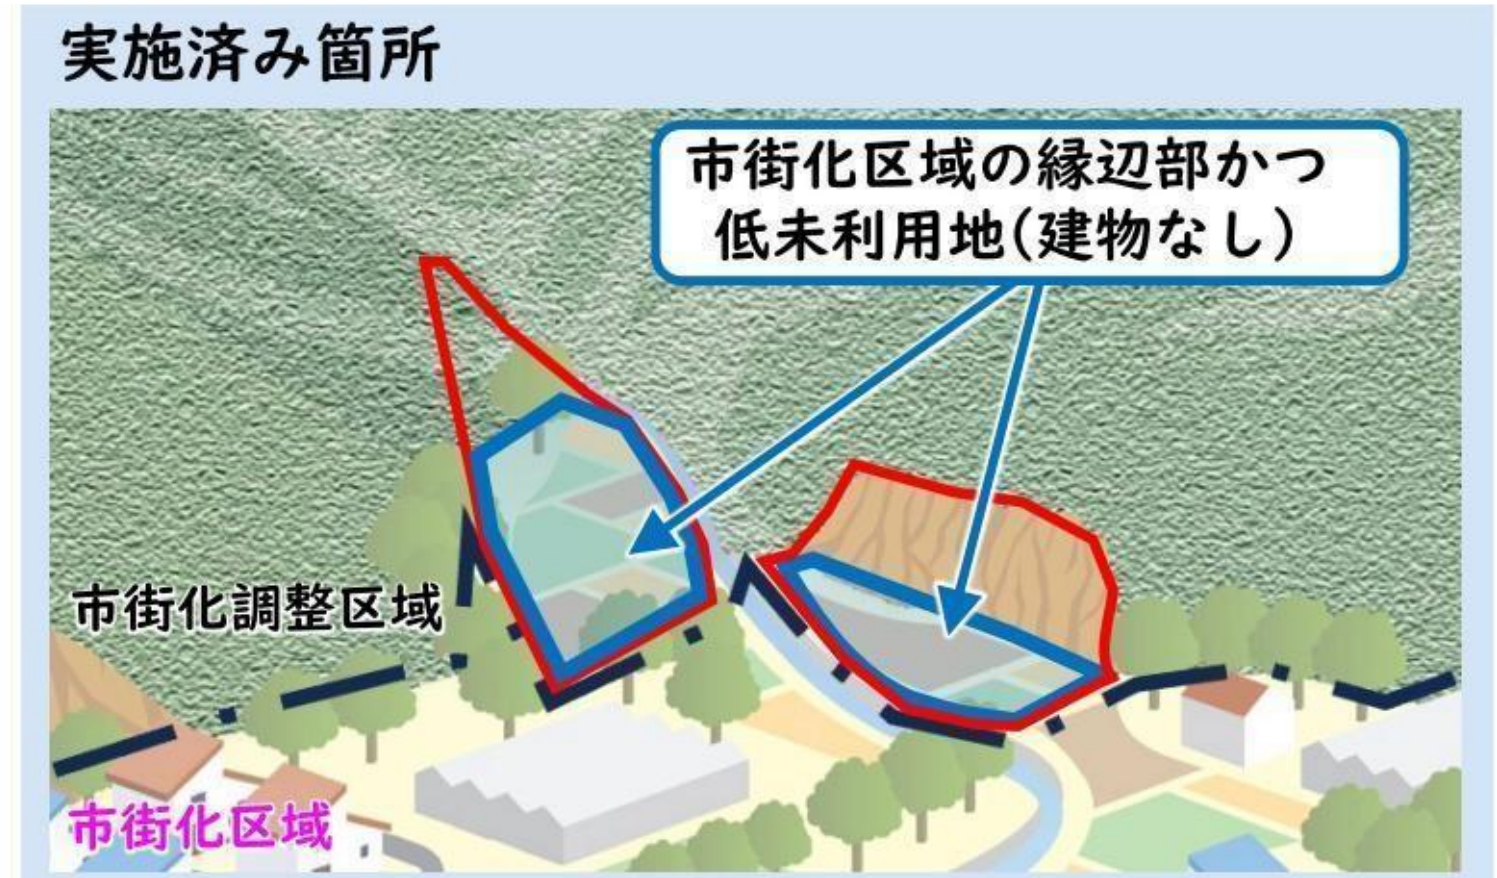 実施済み箇所
市街化区域の縁辺部かつ
低未利用地(建物なし)
市街化調整区域
市街化区域